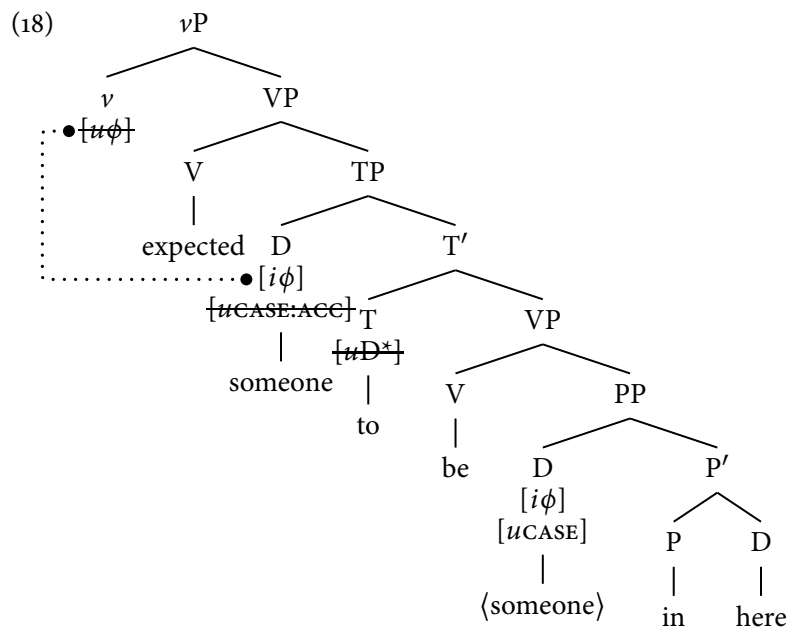 (18) vP
v VP
[uϕ]
V TP
expected D T′
[iϕ]
[uCASE:ACC] T VP
[uD*]
someone V PP
to
be D P′
[iϕ]
[uCASE] P D
⟨someone⟩ in here